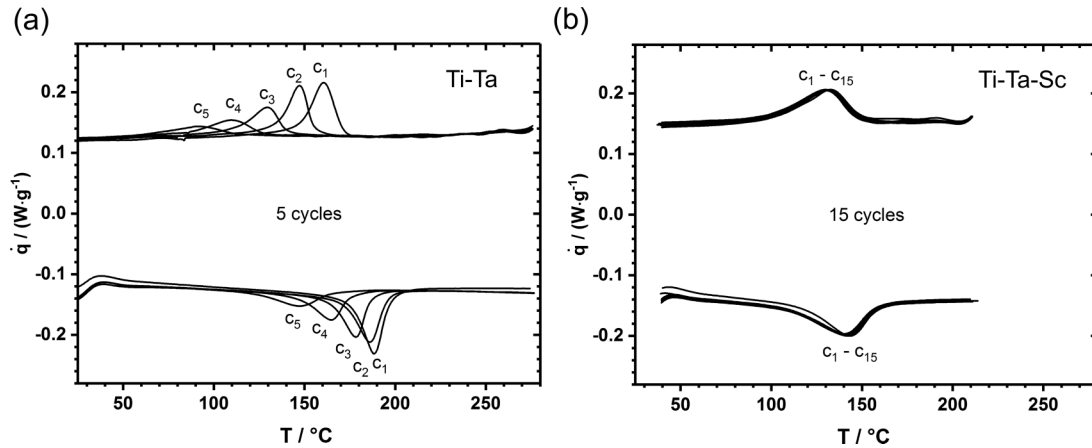 (a)
Ti-Ta
c₁
c₂
c₃
c₄
c₅
5 cycles
c₅
c₄
c₃
c₂
c₁
0.2
0.1
0.0
-0.1
-0.2
q̇ / (W·g⁻¹)
50 100 150 200 250
T / °C
(b)
Ti-Ta-Sc
c₁ - c₁₅
15 cycles
c₁ - c₁₅
0.2
0.1
0.0
-0.1
-0.2
q̇ / (W·g⁻¹)
50 100 150 200 250
T / °C